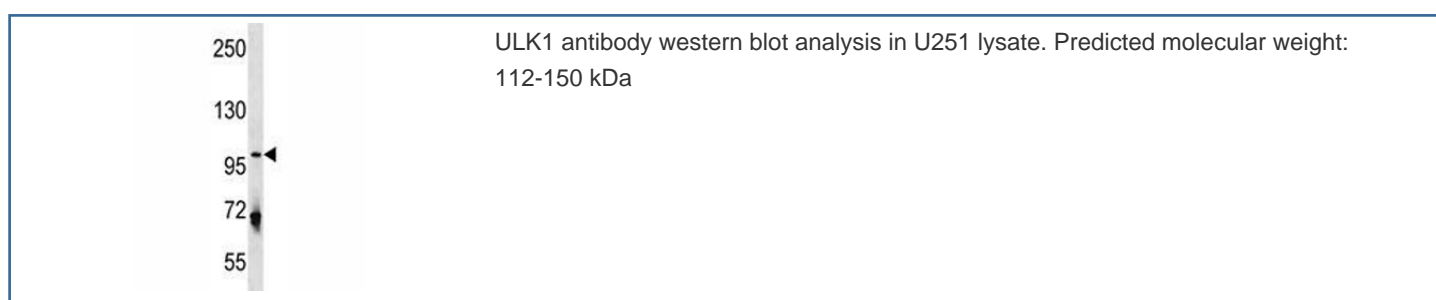 250
130
95
72
55
ULK1 antibody western blot analysis in U251 lysate. Predicted molecular weight:
112-150 kDa